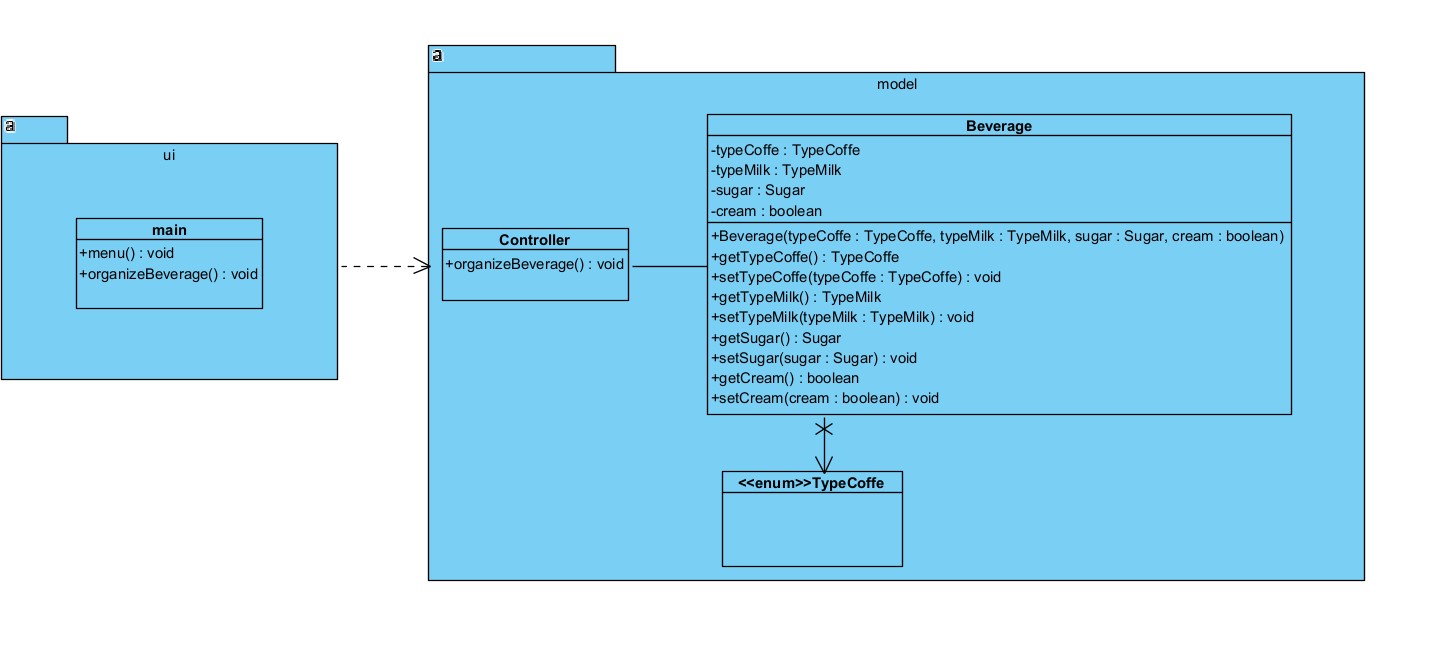 a
ui
main
+menu() : void
+organizeBeverage() : void
a
model
Controller
+organizeBeverage() : void
Beverage
-typeCoffe : TypeCoffe
-typeMilk : TypeMilk
-sugar : Sugar
-cream : boolean
+Beverage(typeCoffe : TypeCoffe, typeMilk : TypeMilk, sugar : Sugar, cream : boolean)
+getTypeCoffe() : TypeCoffe
+setTypeCoffe(typeCoffe : TypeCoffe) : void
+getTypeMilk() : TypeMilk
+setTypeMilk(typeMilk : TypeMilk) : void
+getSugar() : Sugar
+setSugar(sugar : Sugar) : void
+getCream() : boolean
+setCream(cream : boolean) : void
<<enum>>TypeCoffe